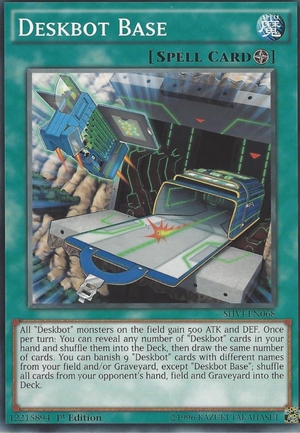 DESKBOT BASE
魔
[SPELL CARD]
SHVI-EN068
All "Deskbot" monsters on the field gain 500 ATK and DEF. Once
per turn: You can reveal any number of "Deskbot" cards in your
hand and shuffle them into the Deck, then draw the same number
of cards. You can banish 9 "Deskbot" cards with different names
from your field and/or Graveyard, except "Deskbot Base"; shuffle
all cards from your opponent's hand, field and Graveyard into the
Deck.
12215894 1st Edition
©1996 KAZUKI TAKAHASHI